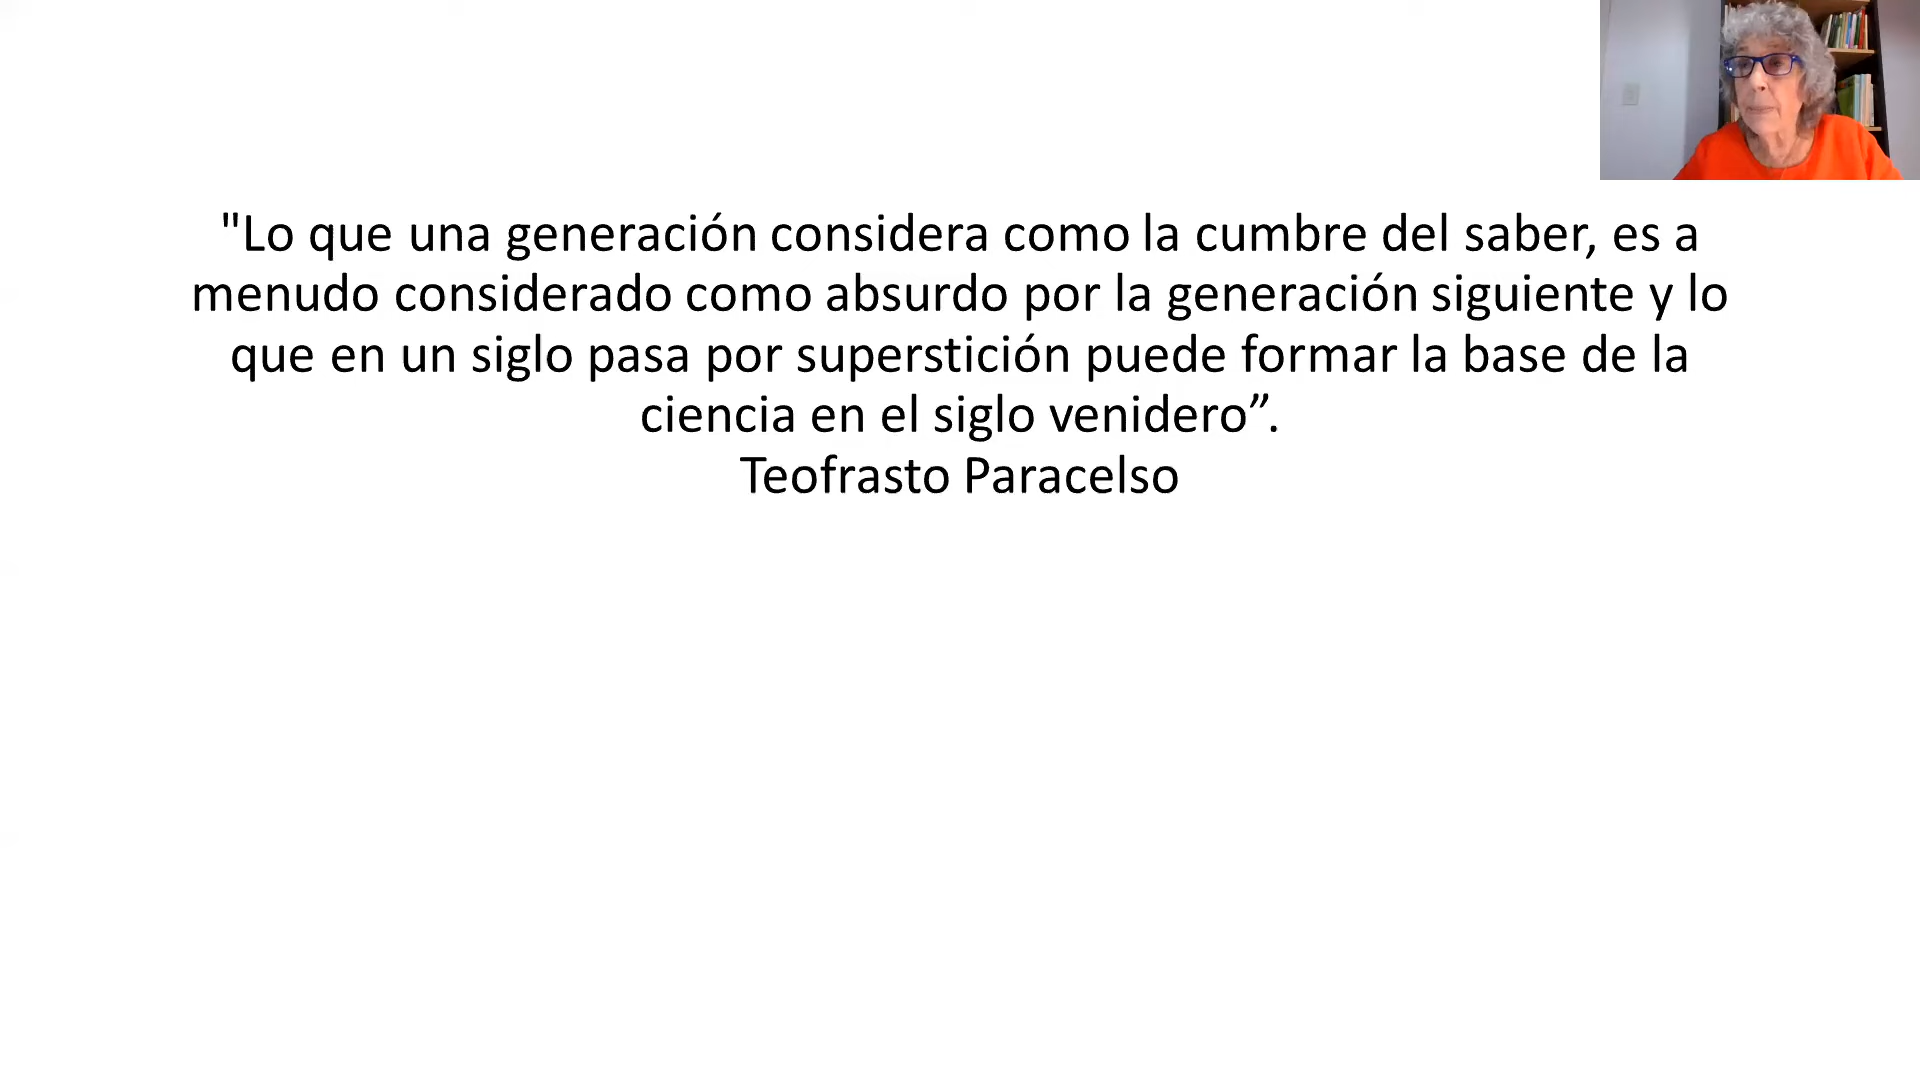 "Lo que una generación considera como la cumbre del saber, es a
menudo considerado como absurdo por la generación siguiente y lo
que en un siglo pasa por superstición puede formar la base de la
ciencia en el siglo venidero”.
Teofrasto Paracelso